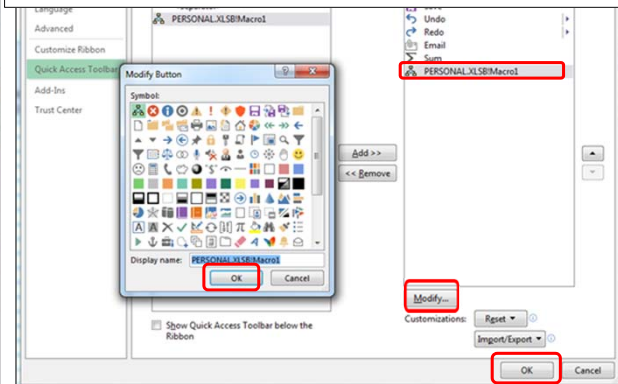 Language
Advanced
Customize Ribbon
Quick Access Toolbar
Add-Ins
Trust Center
PERSONAL.XLSB!Macro1
Save
Undo
Redo
Email
Sum
PERSONAL.XLSB!Macro1
Modify Button
Symbol:
Display name: PERSONAL.XLSB!Macro1
OK Cancel
Add >>
<< Remove
Modify...
Customizations: Reset
Import/Export
Show Quick Access Toolbar below the
Ribbon
OK Cancel